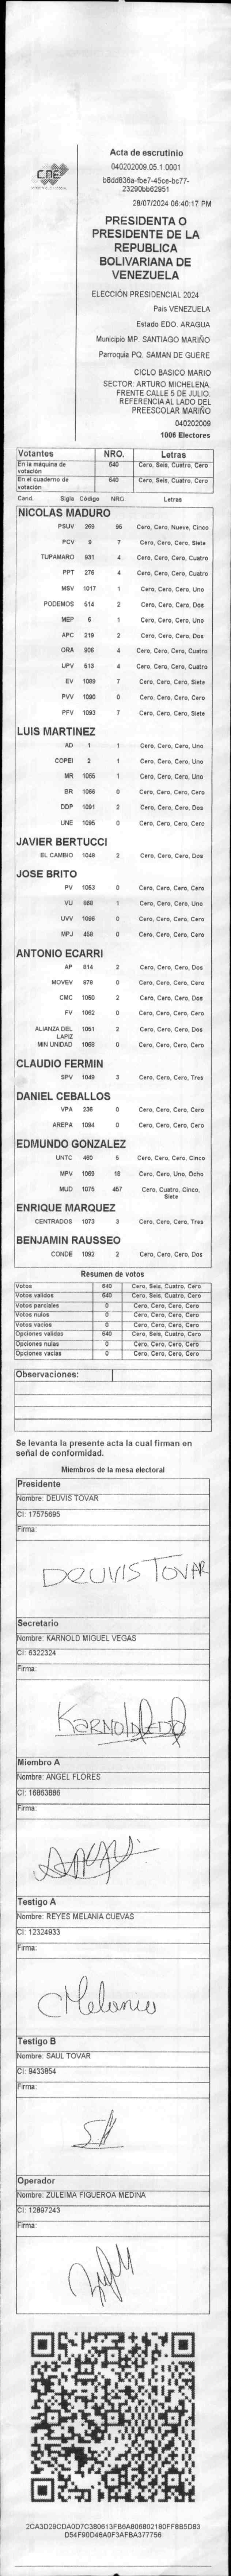 CNE
Acta de escrutinio
040202009.05.1.0001
b8dd836a-fbe7-45ce-bc77-
23290bb62951
28/07/2024 06:40:17 PM
PRESIDENTA O
PRESIDENTE DE LA
REPUBLICA
BOLIVARIANA DE
VENEZUELA
ELECCIÓN PRESIDENCIAL 2024
País VENEZUELA
Estado EDO. ARAGUA
Municipio MP. SANTIAGO MARIÑO
Parroquia PQ. SAMAN DE GUERE
CICLO BASICO MARIO
SECTOR: ARTURO MICHELENA.
FRENTE CALLE 5 DE JULIO.
REFERENCIA AL LADO DEL
PREESCOLAR MARIÑO
040202009
1006 Electores
Votantes NRO. Letras
En la máquina de votación 640 Cero, Seis, Cuatro, Cero
En el cuaderno de votación 640 Cero, Seis, Cuatro, Cero
Cand. Sigla Código NRO. Letras
NICOLAS MADURO
PSUV 269 95 Cero, Cero, Nueve, Cinco
PCV 9 7 Cero, Cero, Cero, Siete
TUPAMARO 931 4 Cero, Cero, Cero, Cuatro
PPT 276 4 Cero, Cero, Cero, Cuatro
MSV 1017 1 Cero, Cero, Cero, Uno
PODEMOS 514 2 Cero, Cero, Cero, Dos
MEP 6 1 Cero, Cero, Cero, Uno
APC 219 2 Cero, Cero, Cero, Dos
ORA 906 4 Cero, Cero, Cero, Cuatro
UPV 513 4 Cero, Cero, Cero, Cuatro
EV 1089 7 Cero, Cero, Cero, Siete
PVV 1090 0 Cero, Cero, Cero, Cero
PFV 1093 7 Cero, Cero, Cero, Siete
LUIS MARTINEZ
AD 1 1 Cero, Cero, Cero, Uno
COPEI 2 1 Cero, Cero, Cero, Uno
MR 1065 1 Cero, Cero, Cero, Uno
BR 1066 0 Cero, Cero, Cero, Cero
DDP 1091 2 Cero, Cero, Cero, Dos
UNE 1095 0 Cero, Cero, Cero, Cero
JAVIER BERTUCCI
EL CAMBIO 1048 2 Cero, Cero, Cero, Dos
JOSE BRITO
PV 1053 0 Cero, Cero, Cero, Cero
VU 668 1 Cero, Cero, Cero, Uno
UVV 1096 0 Cero, Cero, Cero, Cero
MPJ 458 0 Cero, Cero, Cero, Cero
ANTONIO ECARRI
AP 814 2 Cero, Cero, Cero, Dos
MOVEV 878 0 Cero, Cero, Cero, Cero
CMC 1050 2 Cero, Cero, Cero, Dos
FV 1062 0 Cero, Cero, Cero, Cero
ALIANZA DEL LAPIZ 1051 2 Cero, Cero, Cero, Dos
MIN UNIDAD 1068 0 Cero, Cero, Cero, Cero
CLAUDIO FERMIN
SPV 1049 3 Cero, Cero, Cero, Tres
DANIEL CEBALLOS
VPA 236 0 Cero, Cero, Cero, Cero
AREPA 1094 0 Cero, Cero, Cero, Cero
EDMUNDO GONZALEZ
UNTC 460 5 Cero, Cero, Cero, Cinco
MPV 1069 18 Cero, Cero, Uno, Ocho
MUD 1075 457 Cero, Cuatro, Cinco, Siete
ENRIQUE MARQUEZ
CENTRADOS 1073 3 Cero, Cero, Cero, Tres
BENJAMIN RAUSSEO
CONDE 1092 2 Cero, Cero, Cero, Dos
Resumen de votos
Votos 640 Cero, Seis, Cuatro, Cero
Votos validos 640 Cero, Seis, Cuatro, Cero
Votos parciales 0 Cero, Cero, Cero, Cero
Votos nulos 0 Cero, Cero, Cero, Cero
Votos vacios 0 Cero, Cero, Cero, Cero
Opciones validas 640 Cero, Seis, Cuatro, Cero
Opciones nulas 0 Cero, Cero, Cero, Cero
Opciones vacias 0 Cero, Cero, Cero, Cero
Observaciones:
Se levanta la presente acta la cual firman en
señal de conformidad.
Miembros de la mesa electoral
Presidente
Nombre: DEUVIS TOVAR
CI: 17575695
Firma:
DEUVIS TOVAR
Secretario
Nombre: KARNOLD MIGUEL VEGAS
CI: 6322324
Firma:
Miembro A
Nombre: ANGEL FLORES
CI: 16863886
Firma:
Testigo A
Nombre: REYES MELANIA CUEVAS
CI: 12324933
Firma:
Melania
Testigo B
Nombre: SAUL TOVAR
CI: 9433854
Firma:
Operador
Nombre: ZULEIMA FIGUEROA MEDINA
CI: 12897243
Firma:
2CA3D29CDA0D7C380613FB6A806802180FF8B5D83
D54F90D46A0F3AFBA377756